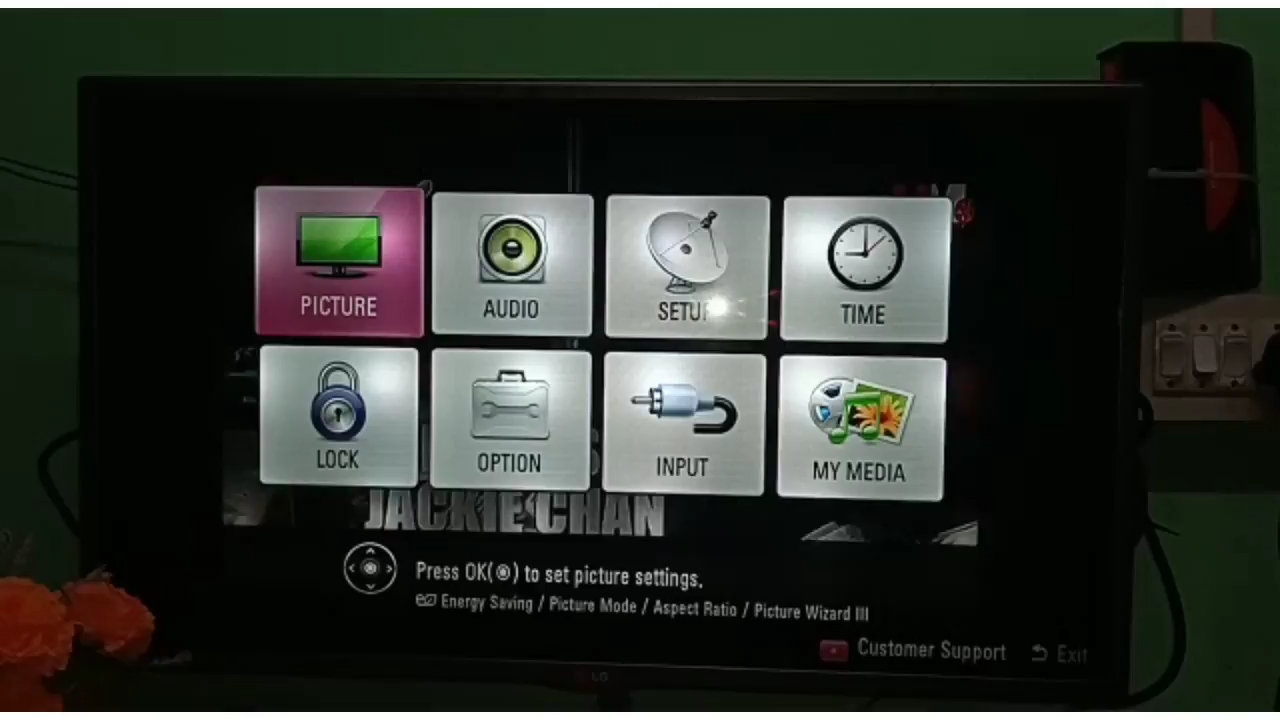 PICTURE
AUDIO
SETUP
TIME
LOCK
OPTION
INPUT
MY MEDIA
JACKIE CHAN
Press OK(◉) to set picture settings.
Energy Saving / Picture Mode / Aspect Ratio / Picture Wizard III
Customer Support
Exit
LG